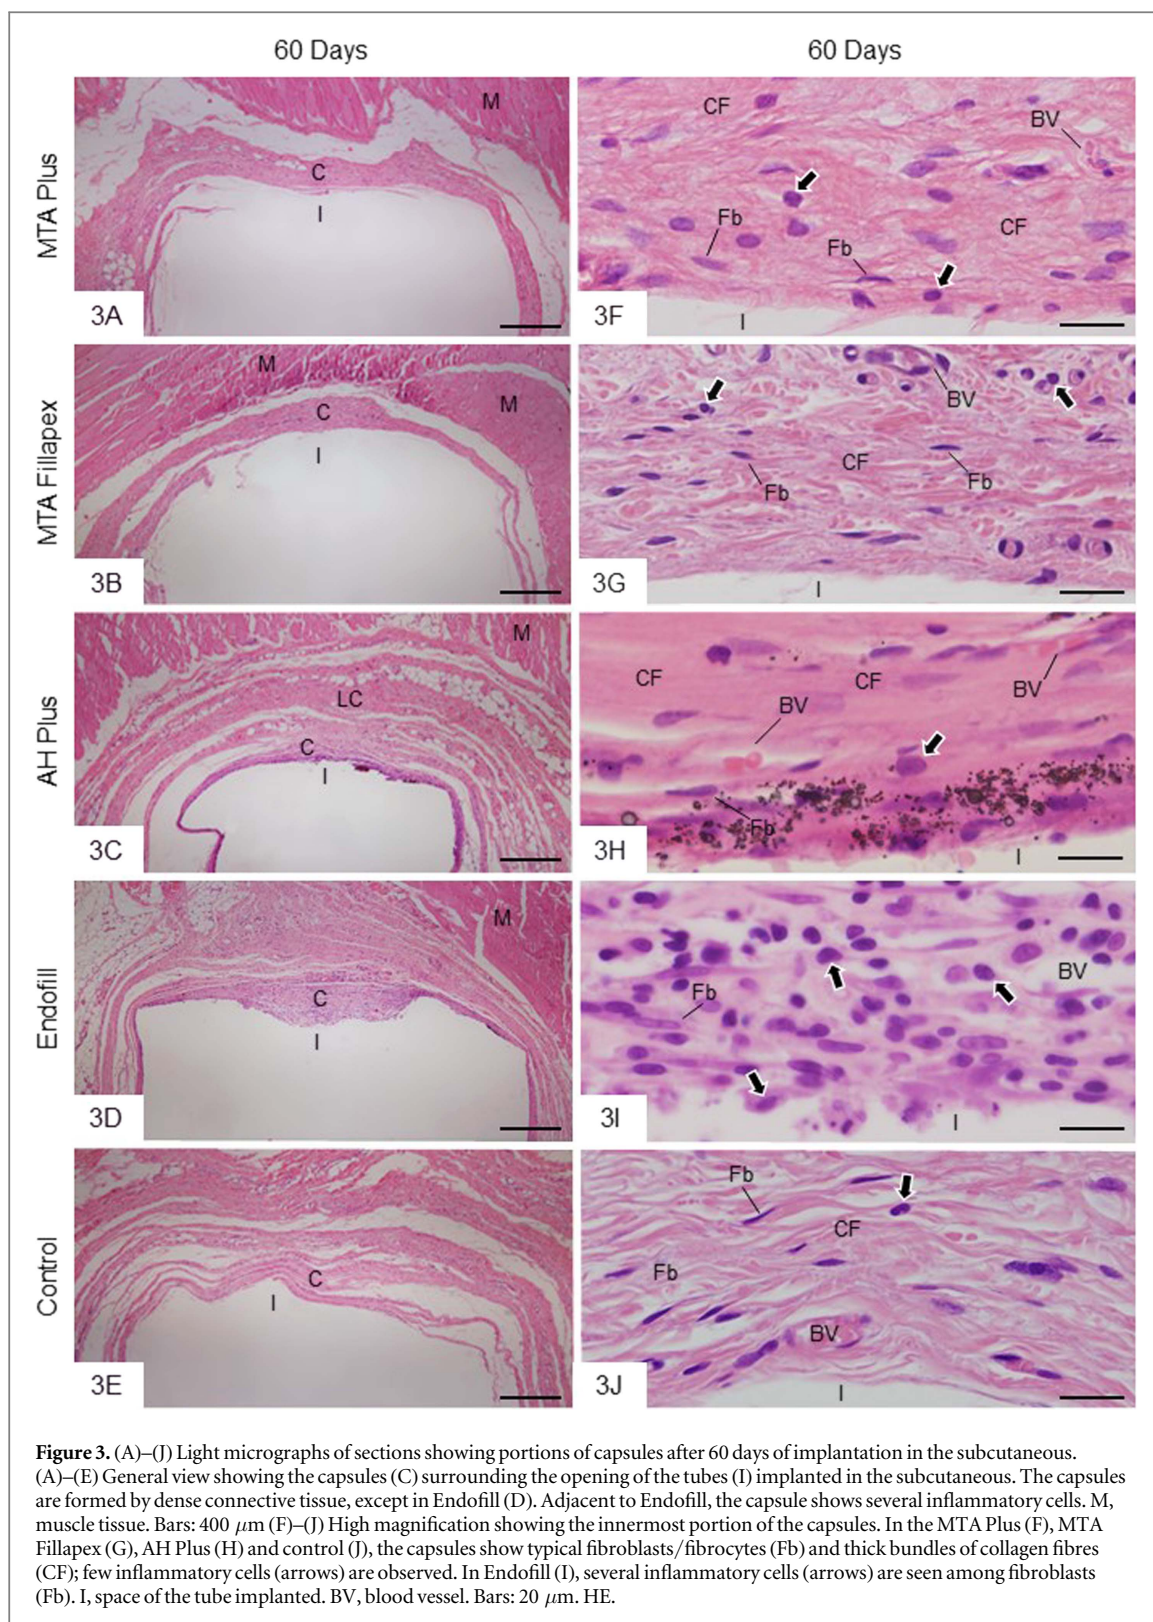 60 Days
60 Days
MTA Plus
M
C
I
3A
CF
BV
Fb
CF
Fb
I
3F
MTA Fillapex
M
M
C
I
3B
BV
CF
Fb
Fb
I
3G
AH Plus
M
LC
C
I
3C
CF
CF
BV
BV
Fb
I
3H
Endofill
M
C
I
3D
BV
Fb
I
3I
Control
C
I
3E
Fb
CF
Fb
BV
I
3J
Figure 3. (A)–(J) Light micrographs of sections showing portions of capsules after 60 days of implantation in the subcutaneous.
(A)–(E) General view showing the capsules (C) surrounding the opening of the tubes (I) implanted in the subcutaneous. The capsules
are formed by dense connective tissue, except in Endofill (D). Adjacent to Endofill, the capsule shows several inflammatory cells. M,
muscle tissue. Bars: 400 μm (F)–(J) High magnification showing the innermost portion of the capsules. In the MTA Plus (F), MTA
Fillapex (G), AH Plus (H) and control (J), the capsules show typical fibroblasts/fibrocytes (Fb) and thick bundles of collagen fibres
(CF); few inflammatory cells (arrows) are observed. In Endofill (I), several inflammatory cells (arrows) are seen among fibroblasts
(Fb). I, space of the tube implanted. BV, blood vessel. Bars: 20 μm. HE.